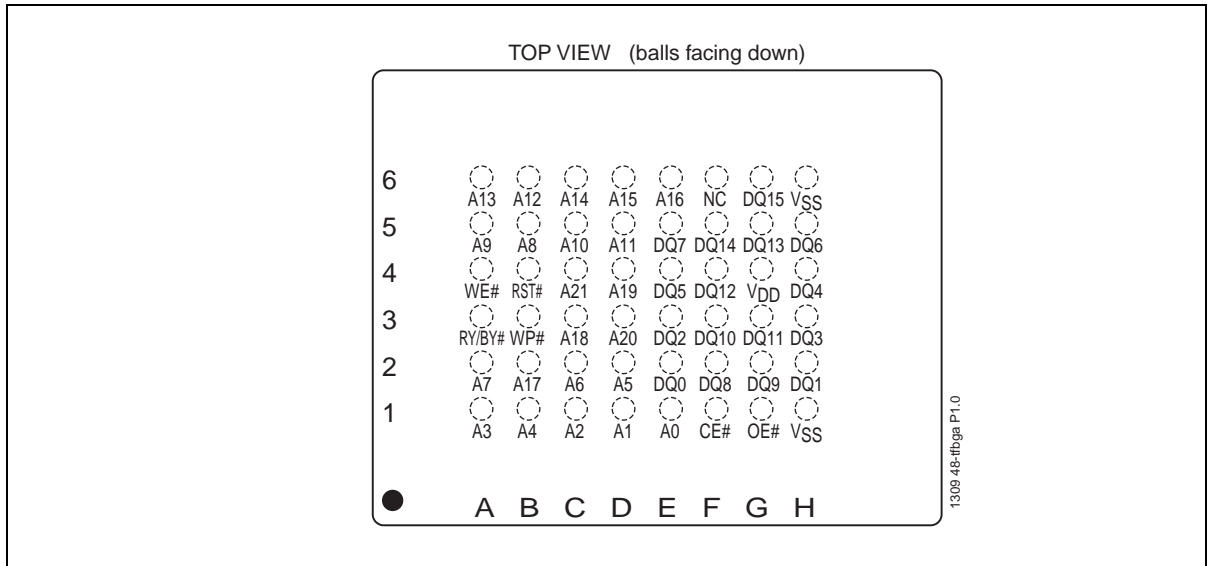 TOP VIEW (balls facing down)
6
A13 A12 A14 A15 A16 NC DQ15 VSS
5
A9 A8 A10 A11 DQ7 DQ14 DQ13 DQ6
4
WE# RST# A21 A19 DQ5 DQ12 VDD DQ4
3
RY/BY# WP# A18 A20 DQ2 DQ10 DQ11 DQ3
2
A7 A17 A6 A5 DQ0 DQ8 DQ9 DQ1
1
A3 A4 A2 A1 A0 CE# OE# VSS
A B C D E F G H
1309 48-tfbga P1.0